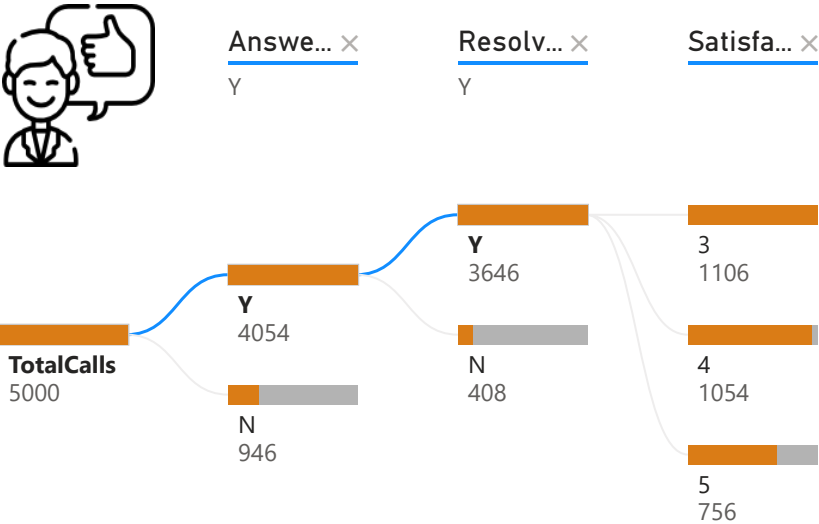 Answe... Resolv... Satisfa...
Y Y
Y
3646
3
1106
Y
4054
N
408
4
1054
TotalCalls
5000
N
946
5
756